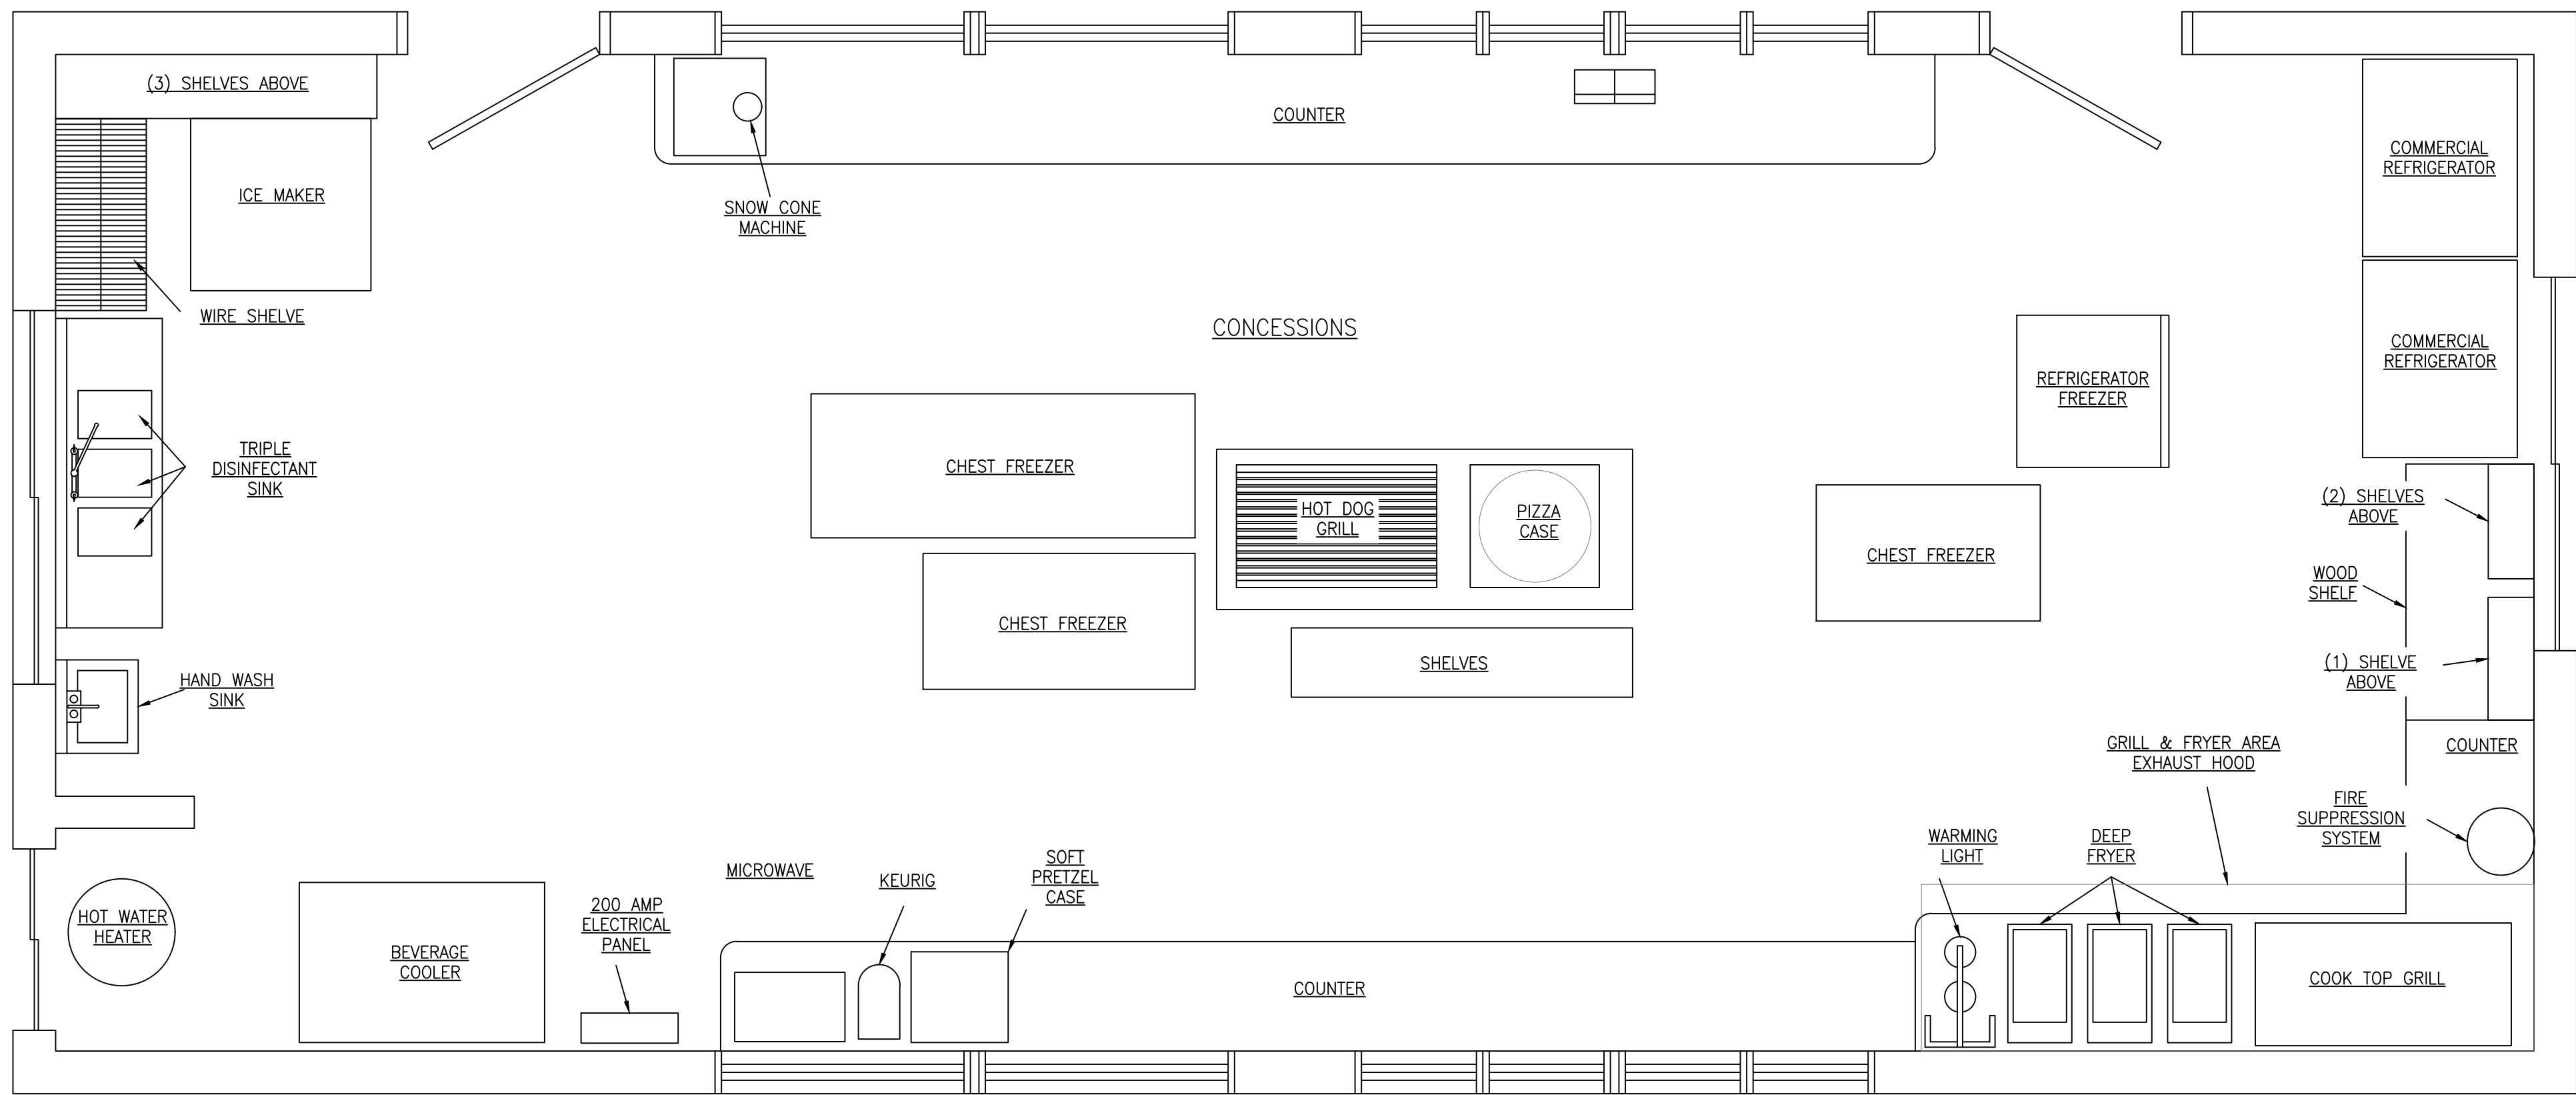 (3) SHELVES ABOVE
COUNTER
COMMERCIAL
REFRIGERATOR
ICE MAKER
SNOW CONE
MACHINE
WIRE SHELVE
CONCESSIONS
COMMERCIAL
REFRIGERATOR
REFRIGERATOR
FREEZER
TRIPLE
DISINFECTANT
SINK
CHEST FREEZER
HOT DOG
GRILL
PIZZA
CASE
(2) SHELVES
ABOVE
CHEST FREEZER
WOOD
SHELF
CHEST FREEZER
SHELVES
(1) SHELVE
ABOVE
HAND WASH
SINK
GRILL & FRYER AREA
EXHAUST HOOD
COUNTER
FIRE
SUPPRESSION
SYSTEM
WARMING
LIGHT
DEEP
FRYER
MICROWAVE
KEURIG
SOFT
PRETZEL
CASE
HOT WATER
HEATER
BEVERAGE
COOLER
200 AMP
ELECTRICAL
PANEL
COUNTER
COOK TOP GRILL